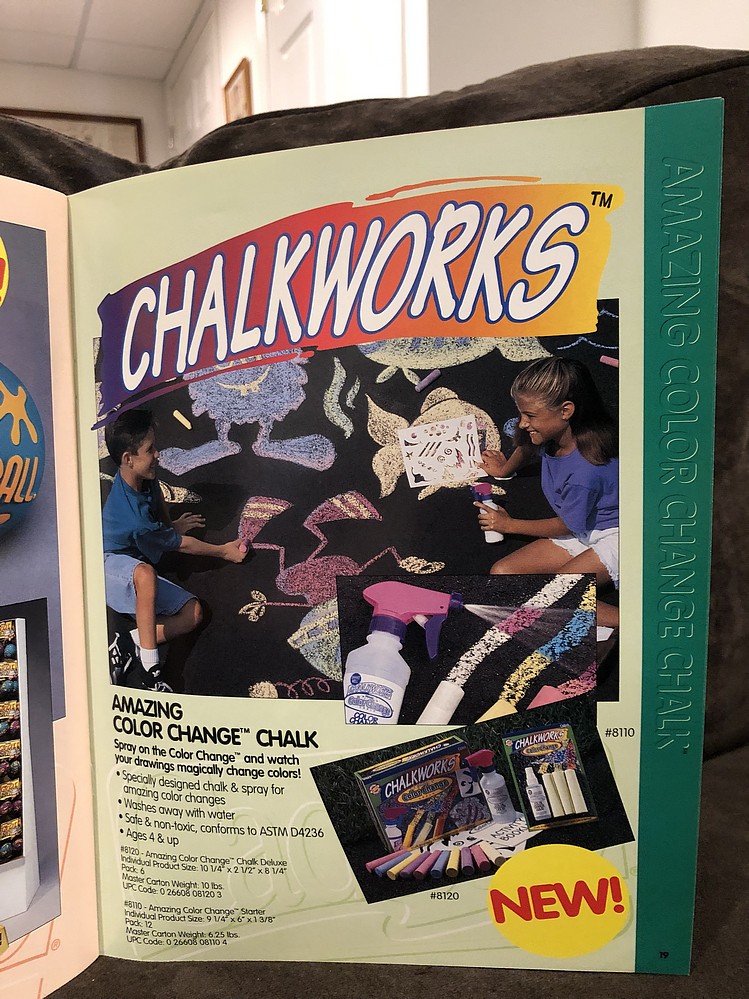 CHALKWORKS™
AMAZING COLOR CHANGE CHALK
BALL
AMAZING
COLOR CHANGE™ CHALK
Spray on the Color Change™ and watch
your drawings magically change colors!
• Specially designed chalk & spray for
amazing color changes
• Washes away with water
• Safe & non-toxic, conforms to ASTM D4236
• Ages 4 & up
#8120 - Amazing Color Change™ Chalk Deluxe
Individual Product Size: 10 1/4" x 2 1/2" x 8 1/4"
Pack: 6
Master Carton Weight: 10 lbs.
UPC Code: 0 26608 08120 3
#8110 - Amazing Color Change™ Starter
Individual Product Size: 9 1/4" x 6" x 1 3/8"
Pack: 12
Master Carton Weight: 6.25 lbs.
UPC Code: 0 26608 08110 4
#8110
CHALKWORKS
Color Change
CHALKWORKS
#8120
NEW!
19